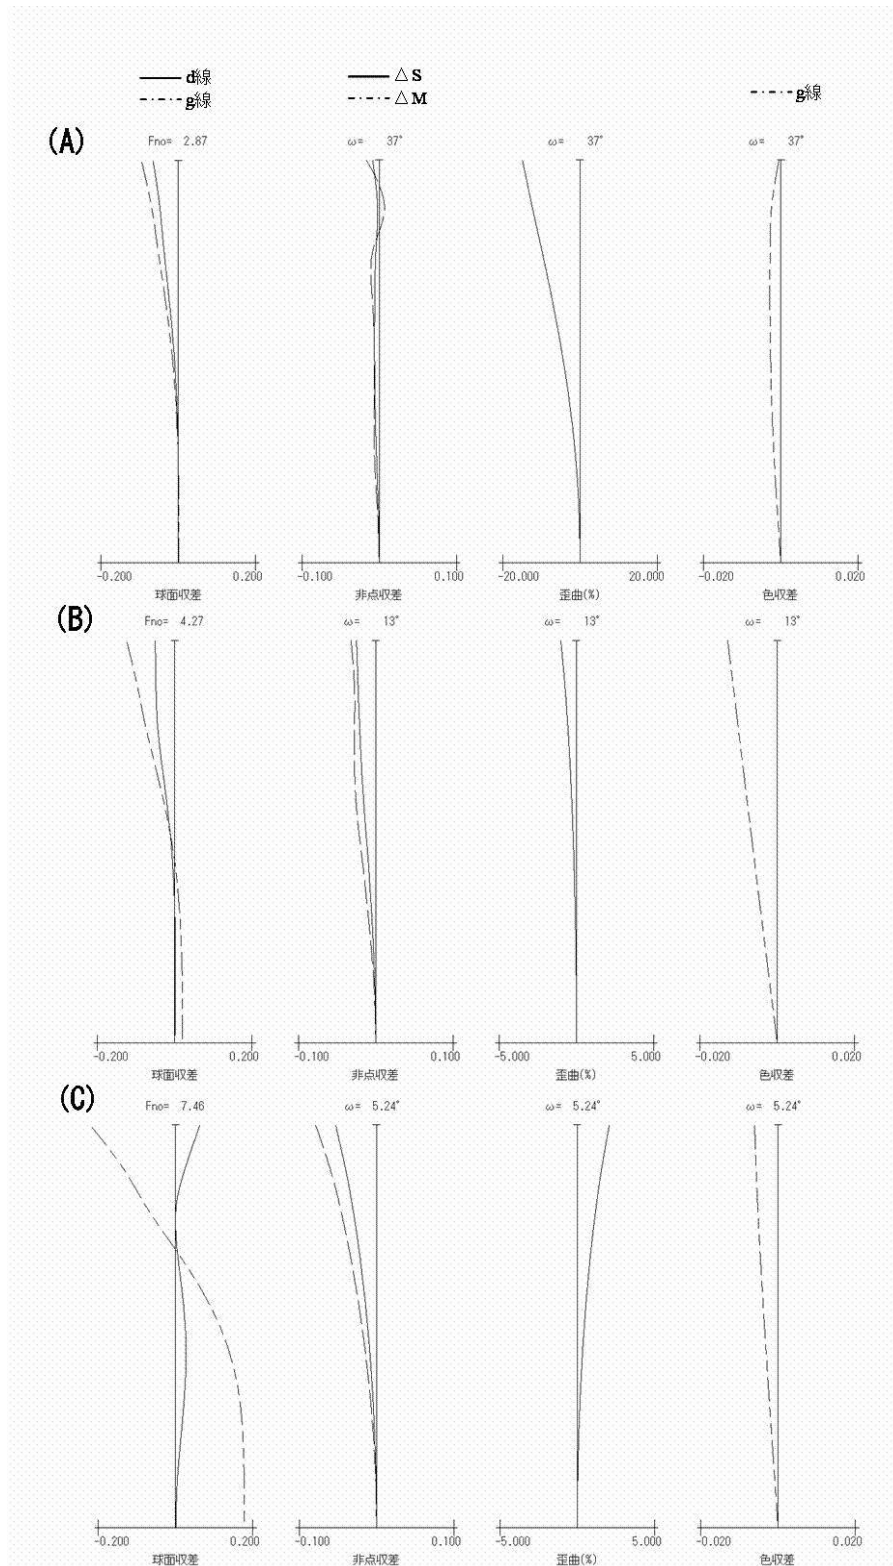 d線
g線
△S
△M
g線
(A)
Fno= 2.87
ω= 37°
ω= 37°
ω= 37°
-0.200 0.200
球面収差
-0.100 0.100
非点収差
-20.000 20.000
歪曲(%)
-0.020 0.020
色収差
(B)
Fno= 4.27
ω= 13°
ω= 13°
ω= 13°
-0.200 0.200
球面収差
-0.100 0.100
非点収差
-5.000 5.000
歪曲(%)
-0.020 0.020
色収差
(C)
Fno= 7.46
ω= 5.24°
ω= 5.24°
ω= 5.24°
-0.200 0.200
球面収差
-0.100 0.100
非点収差
-5.000 5.000
歪曲(%)
-0.020 0.020
色収差